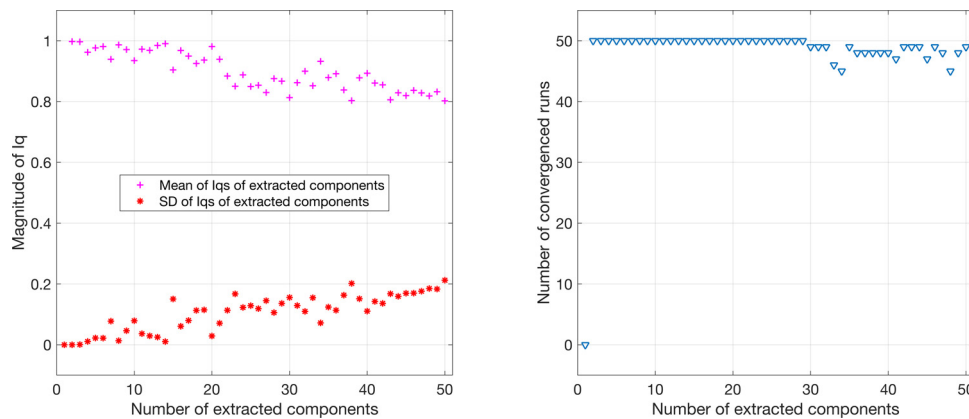 1
0.8
0.6
0.4
0.2
0
Magnitude of Iq
Mean of Iqs of extracted components
SD of Iqs of extracted components
0 10 20 30 40 50
Number of extracted components
60
50
40
30
20
10
0
Number of convergenced runs
0 10 20 30 40 50
Number of extracted components